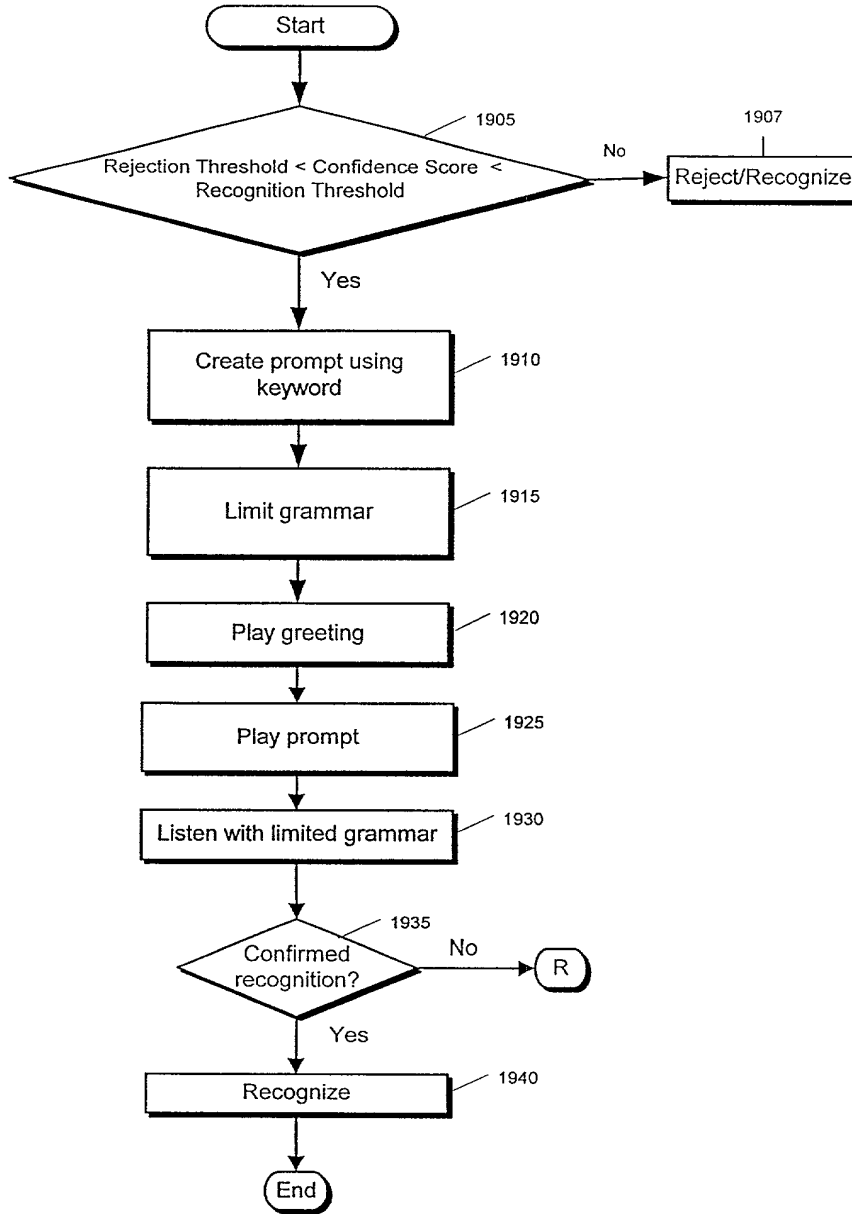 Start
1905
Rejection Threshold < Confidence Score <
Recognition Threshold
No
1907
Reject/Recognize
Yes
Create prompt using
keyword
1910
Limit grammar
1915
Play greeting
1920
Play prompt
1925
Listen with limited grammar
1930
1935
Confirmed
recognition?
No
R
Yes
Recognize
1940
End